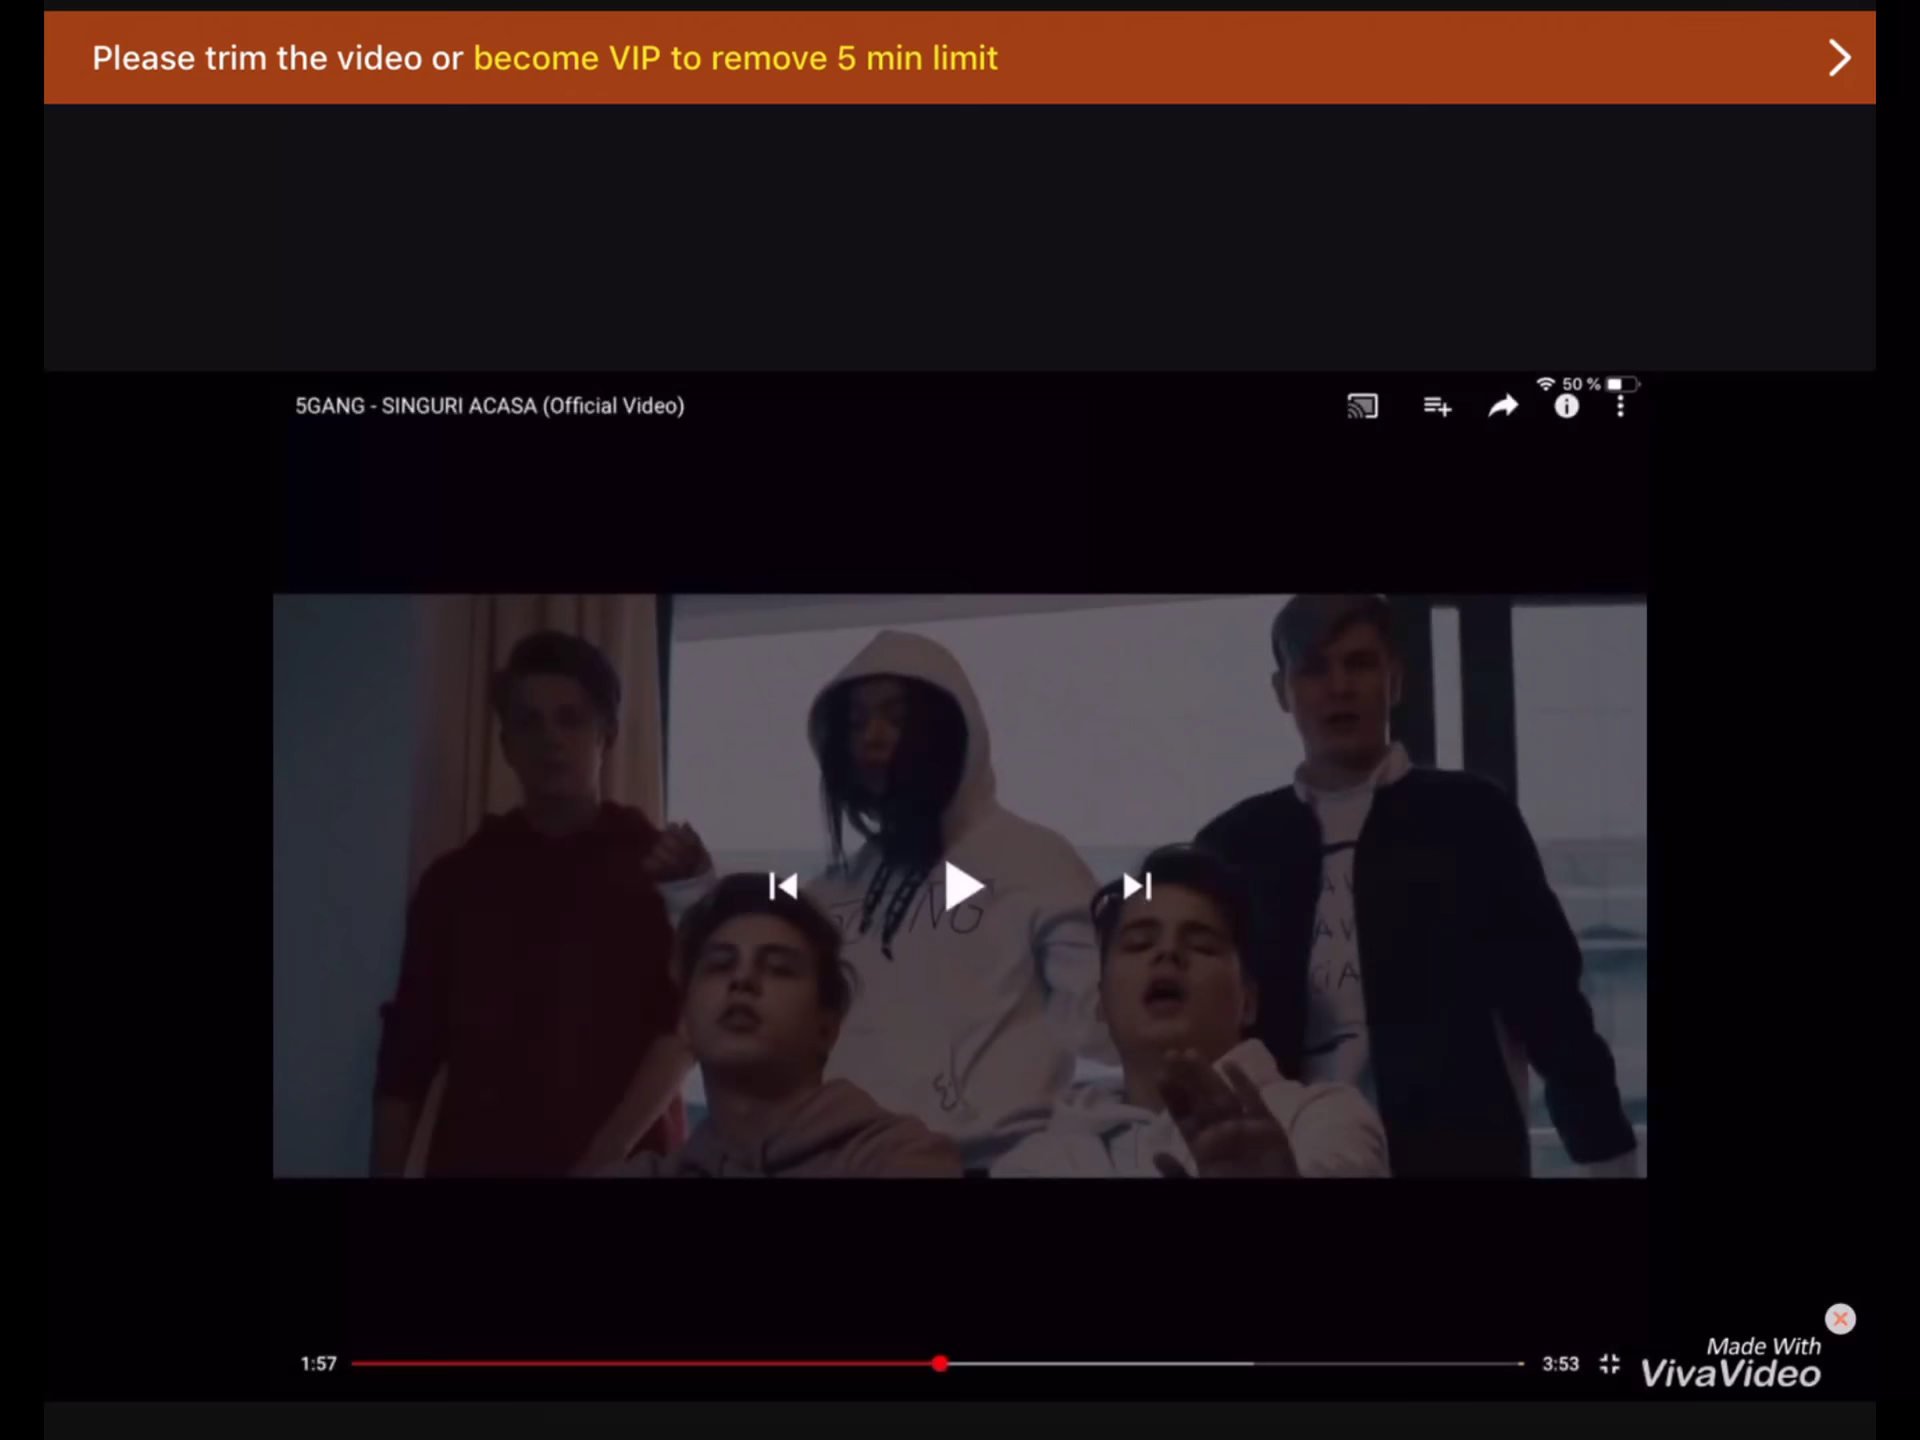 Please trim the video or become VIP to remove 5 min limit
50 %
5GANG - SINGURI ACASA (Official Video)
NG
1:57
3:53
Made With
VivaVideo